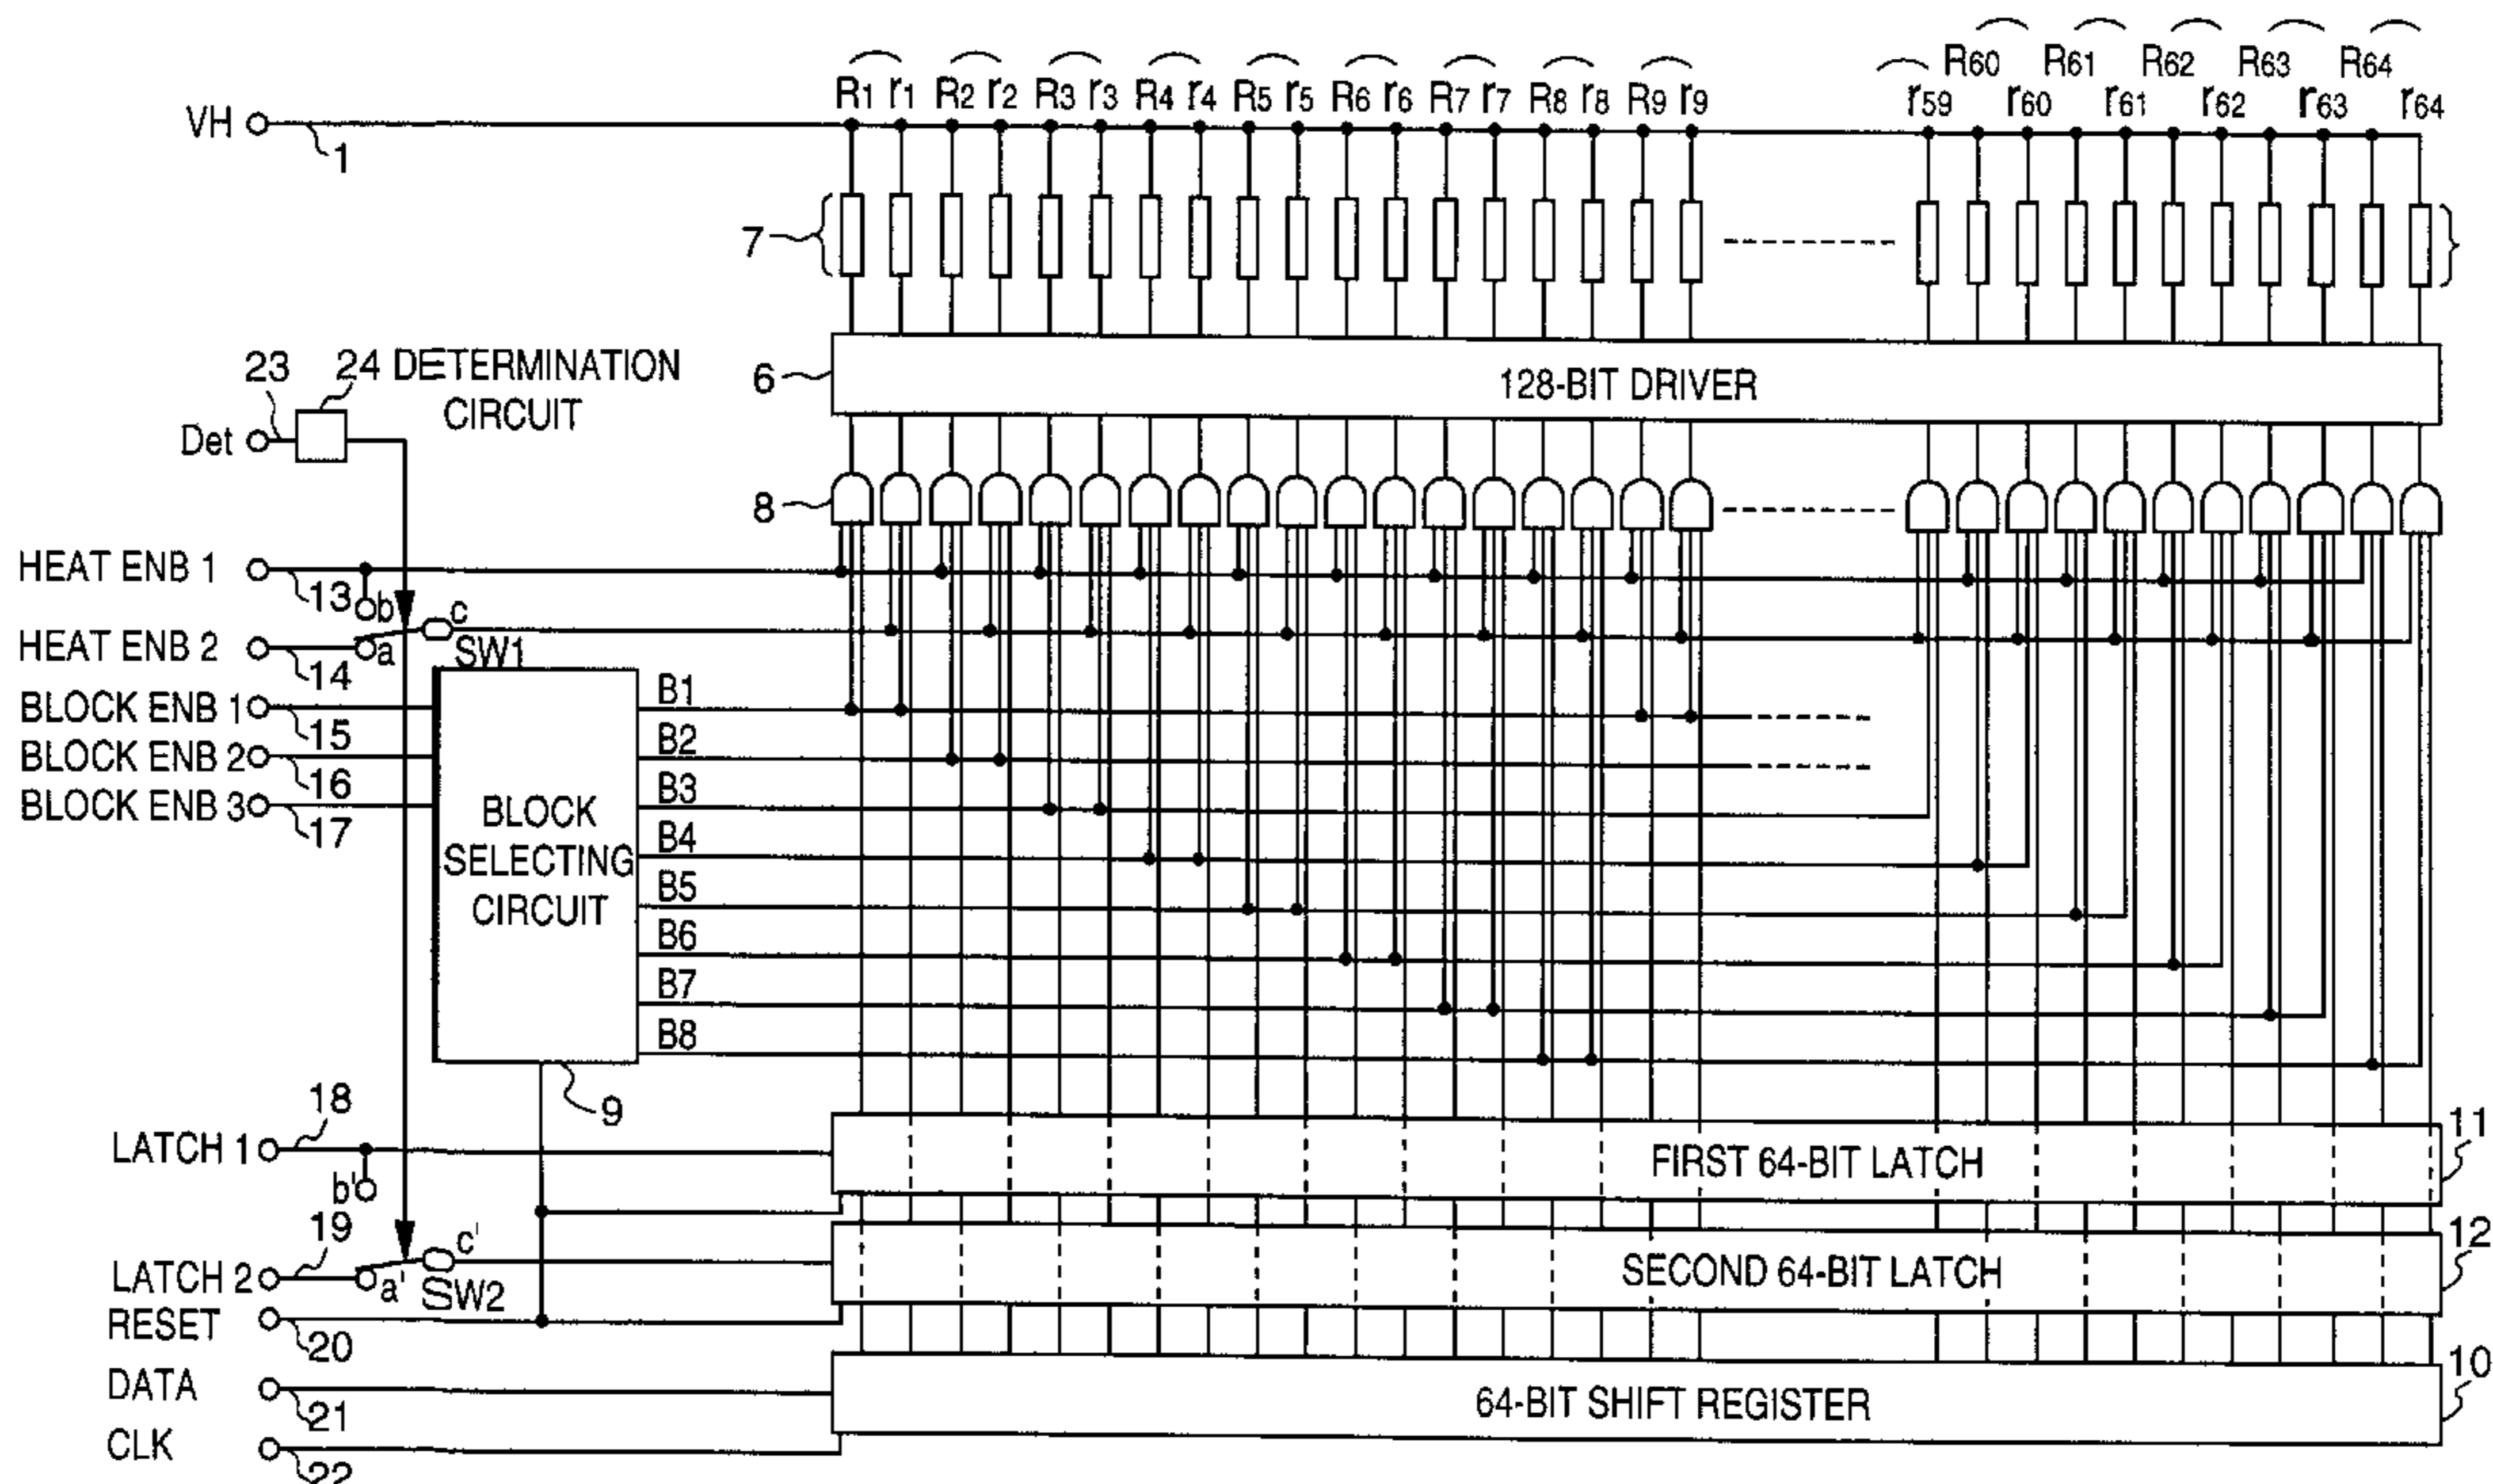 R1 r1 R2 r2 R3 r3 R4 r4 R5 r5 R6 r6 R7 r7 R8 r8 R9 r9 r59 R60 r60 R61 r61 R62 r62 R63 r63 R64 r64
VH
1
7
6
128-BIT DRIVER
23
24 DETERMINATION
CIRCUIT
Det
8
HEAT ENB 1
13
b
c
HEAT ENB 2
14
a
SW1
BLOCK ENB 1
15
BLOCK ENB 2
16
BLOCK ENB 3
17
BLOCK
SELECTING
CIRCUIT
B1
B2
B3
B4
B5
B6
B7
B8
9
LATCH 1
18
b'
FIRST 64-BIT LATCH
11
LATCH 2
19
a'
c'
SW2
SECOND 64-BIT LATCH
12
RESET
20
DATA
21
64-BIT SHIFT REGISTER
10
CLK
22